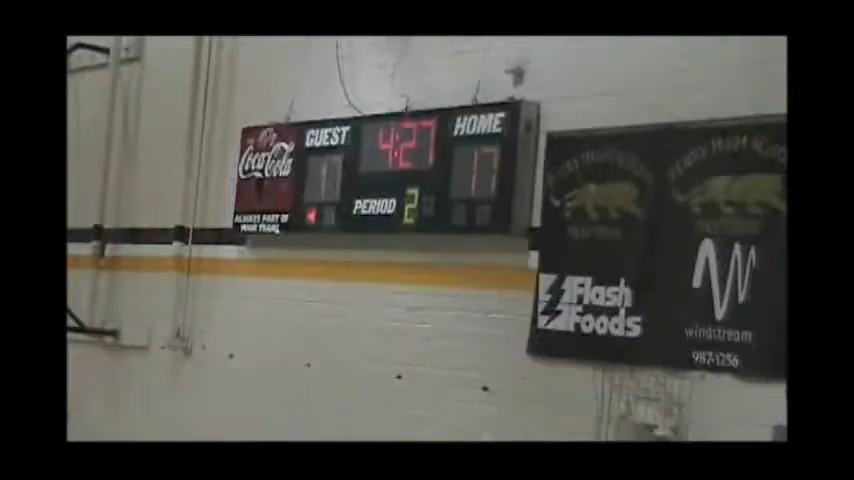 Coca-Cola
ALWAYS PART OF
YOUR TEAM!
GUEST
4:27
HOME
17
PERIOD
2
Flash
Foods
windstream
987-1256